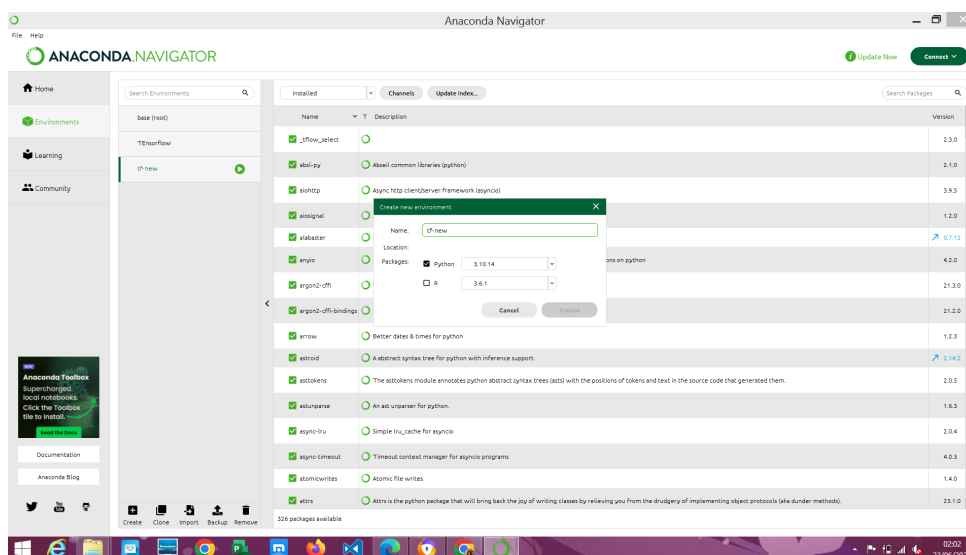 Anaconda Navigator
File Help
ANACONDA.NAVIGATOR
Update Now
Connect
Home
Environments
Learning
Community
Search Environments
base (root)
TEnsorflow
tf-new
Installed
Channels
Update index...
Search Packages
Name T Description Version
_tflow_select 2.3.0
absl-py Abseil common libraries (python) 2.1.0
aiohttp Async http client/server framework (asyncio) 3.9.5
aiosignal 1.2.0
alabaster 0.7.12
anyio ons on python 4.2.0
argon2-cffi 21.3.0
argon2-cffi-bindings 21.2.0
arrow Better dates & times for python 1.2.3
astroid A abstract syntax tree for python with inference support. 2.14.2
asttokens The asttokens module annotates python abstract syntax trees (asts) with the positions of tokens and text in the source code that generated them. 2.0.5
astunparse An ast unparser for python. 1.6.3
async-lru Simple lru_cache for asyncio 2.0.4
async-timeout Timeout context manager for asyncio programs 4.0.3
atomicwrites Atomic file writes 1.4.0
attrs Attrs is the python package that will bring back the joy of writing classes by relieving you from the drudgery of implementing object protocols (aka dunder methods). 23.1.0
326 packages available
Create new environment
Name: tf-new
Location:
Packages: Python 3.10.14
R 3.6.1
Cancel Create
Anaconda Toolbox
Supercharged
local notebooks.
Click the Toolbox
tile to install.
Read the Docs
Documentation
Anaconda Blog
Create Clone Import Backup Remove
02:02